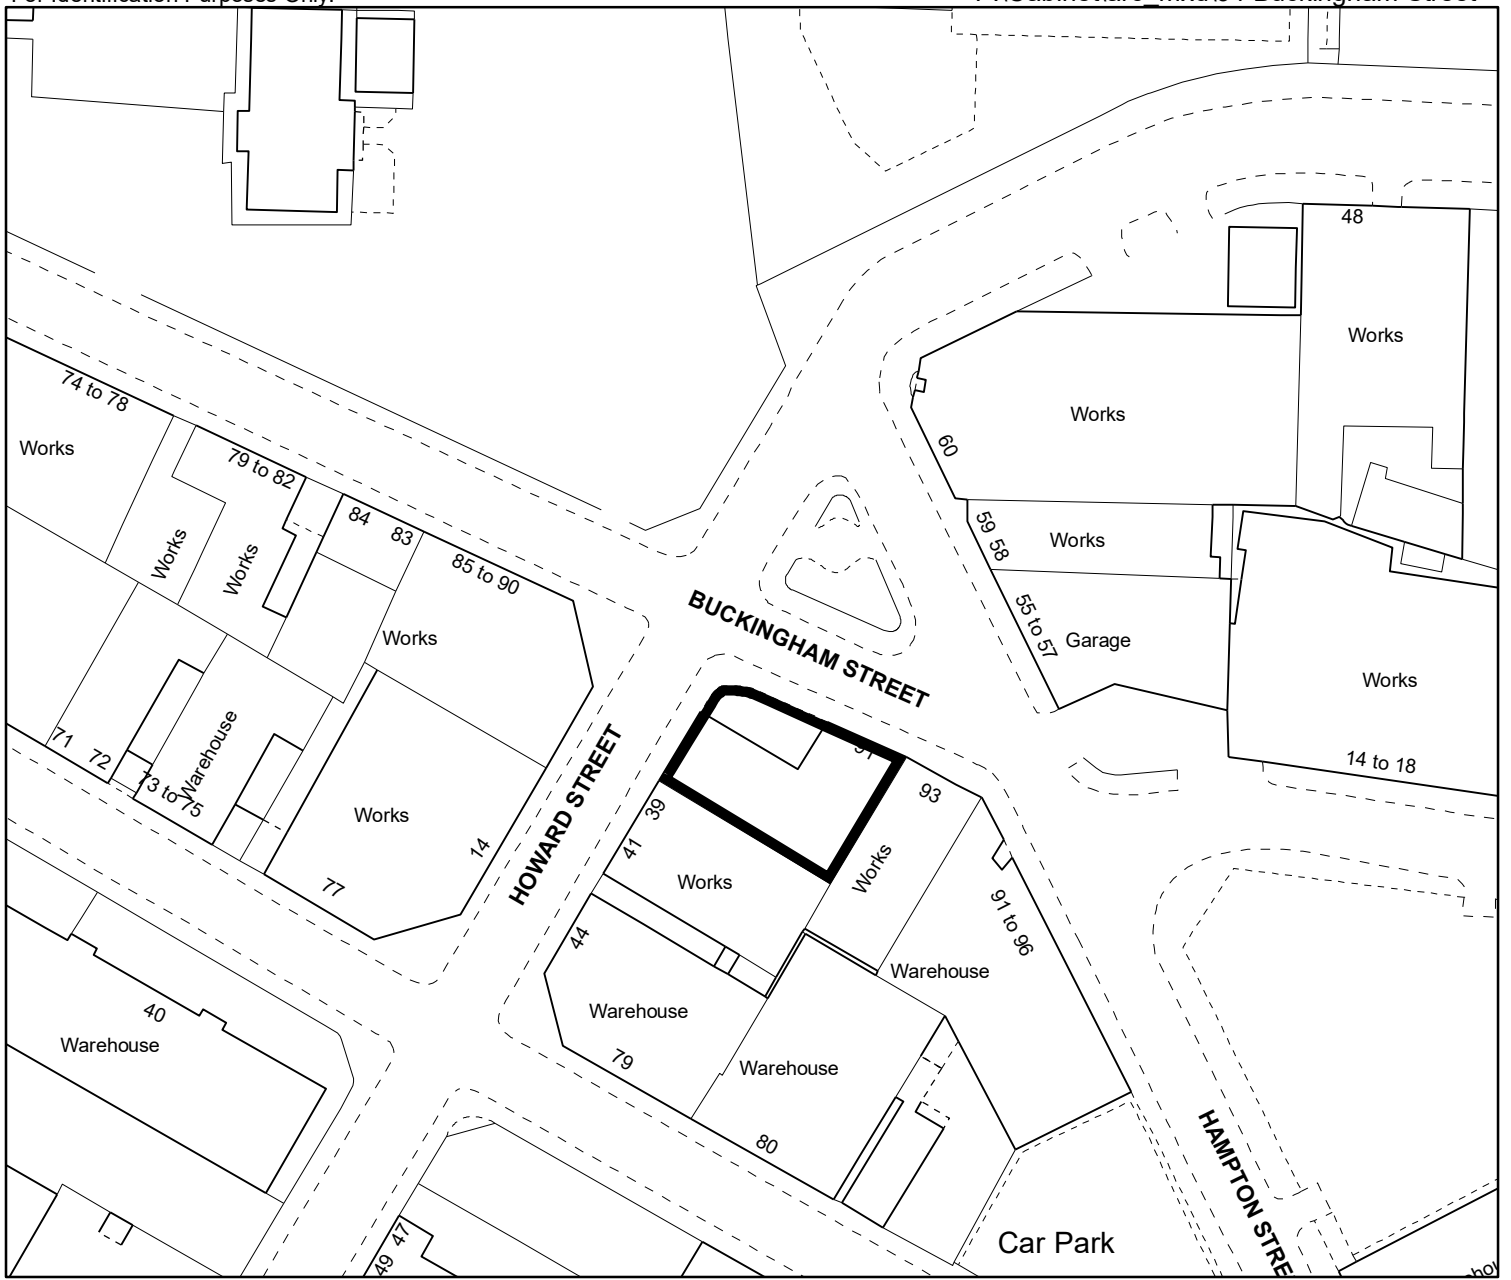 For Identification Purposes Only.
48
Works
74 to 78
Works
Works
60
79 to 82
84
83
Works
Works
59
58
Works
85 to 90
Works
55 to 57
Garage
BUCKINGHAM STREET
Works
71
72
73 to 75
Warehouse
HOWARD STREET
14 to 18
93
39
41
Works
14
77
Works
Works
91 to 96
44
Warehouse
40
Warehouse
Warehouse
79
Warehouse
80
HAMPTON STRE
47
49
Car Park